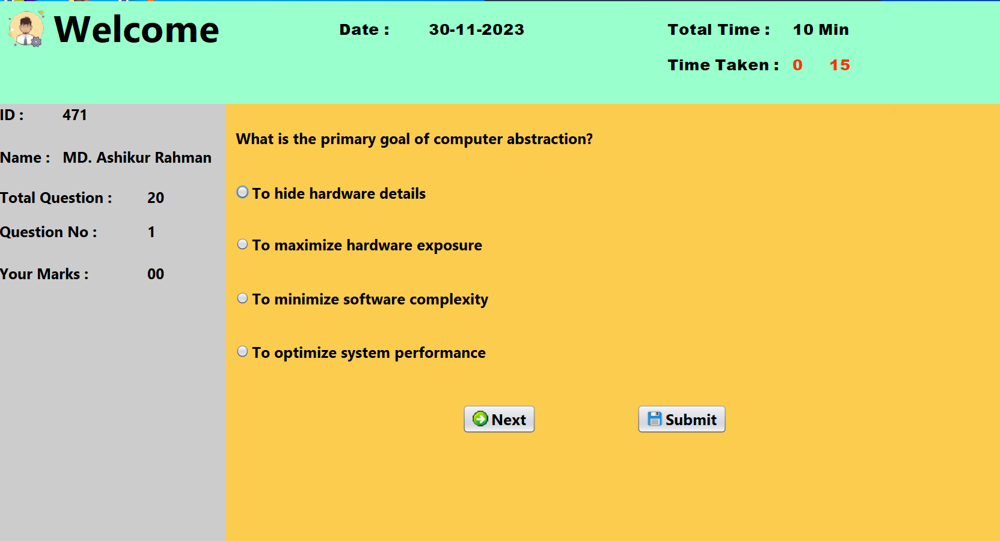 Welcome
Date : 30-11-2023
Total Time : 10 Min
Time Taken : 0 15
ID : 471
Name : MD. Ashikur Rahman
Total Question : 20
Question No : 1
Your Marks : 00
What is the primary goal of computer abstraction?
To hide hardware details
To maximize hardware exposure
To minimize software complexity
To optimize system performance
Next
Submit